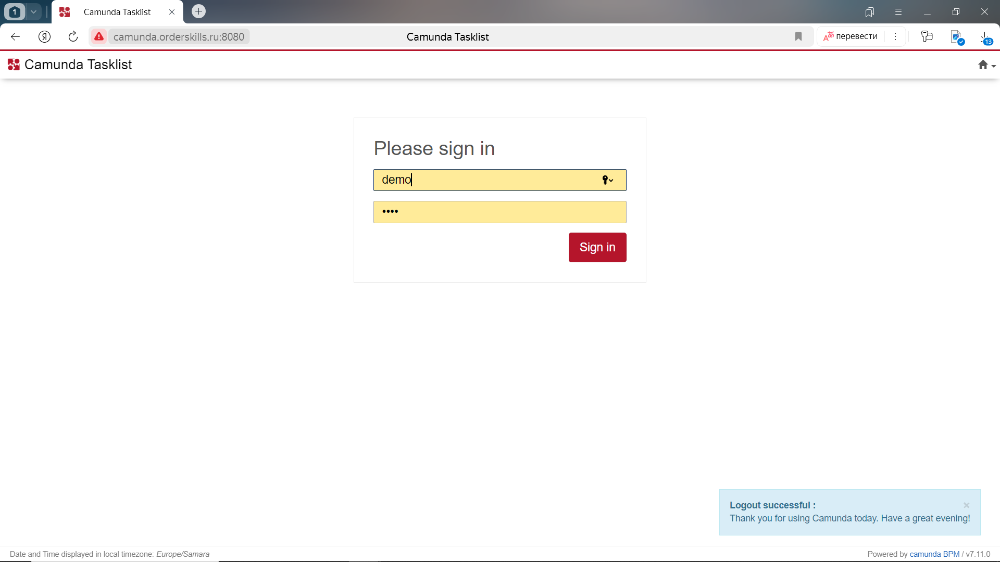 1
Camunda Tasklist
Я
camunda.orderskills.ru:8080
Camunda Tasklist
перевести
13
Camunda Tasklist
Please sign in
demo
••••
Sign in
Logout successful :
Thank you for using Camunda today. Have a great evening!
Date and Time displayed in local timezone: Europe/Samara
Powered by camunda BPM / v7.11.0